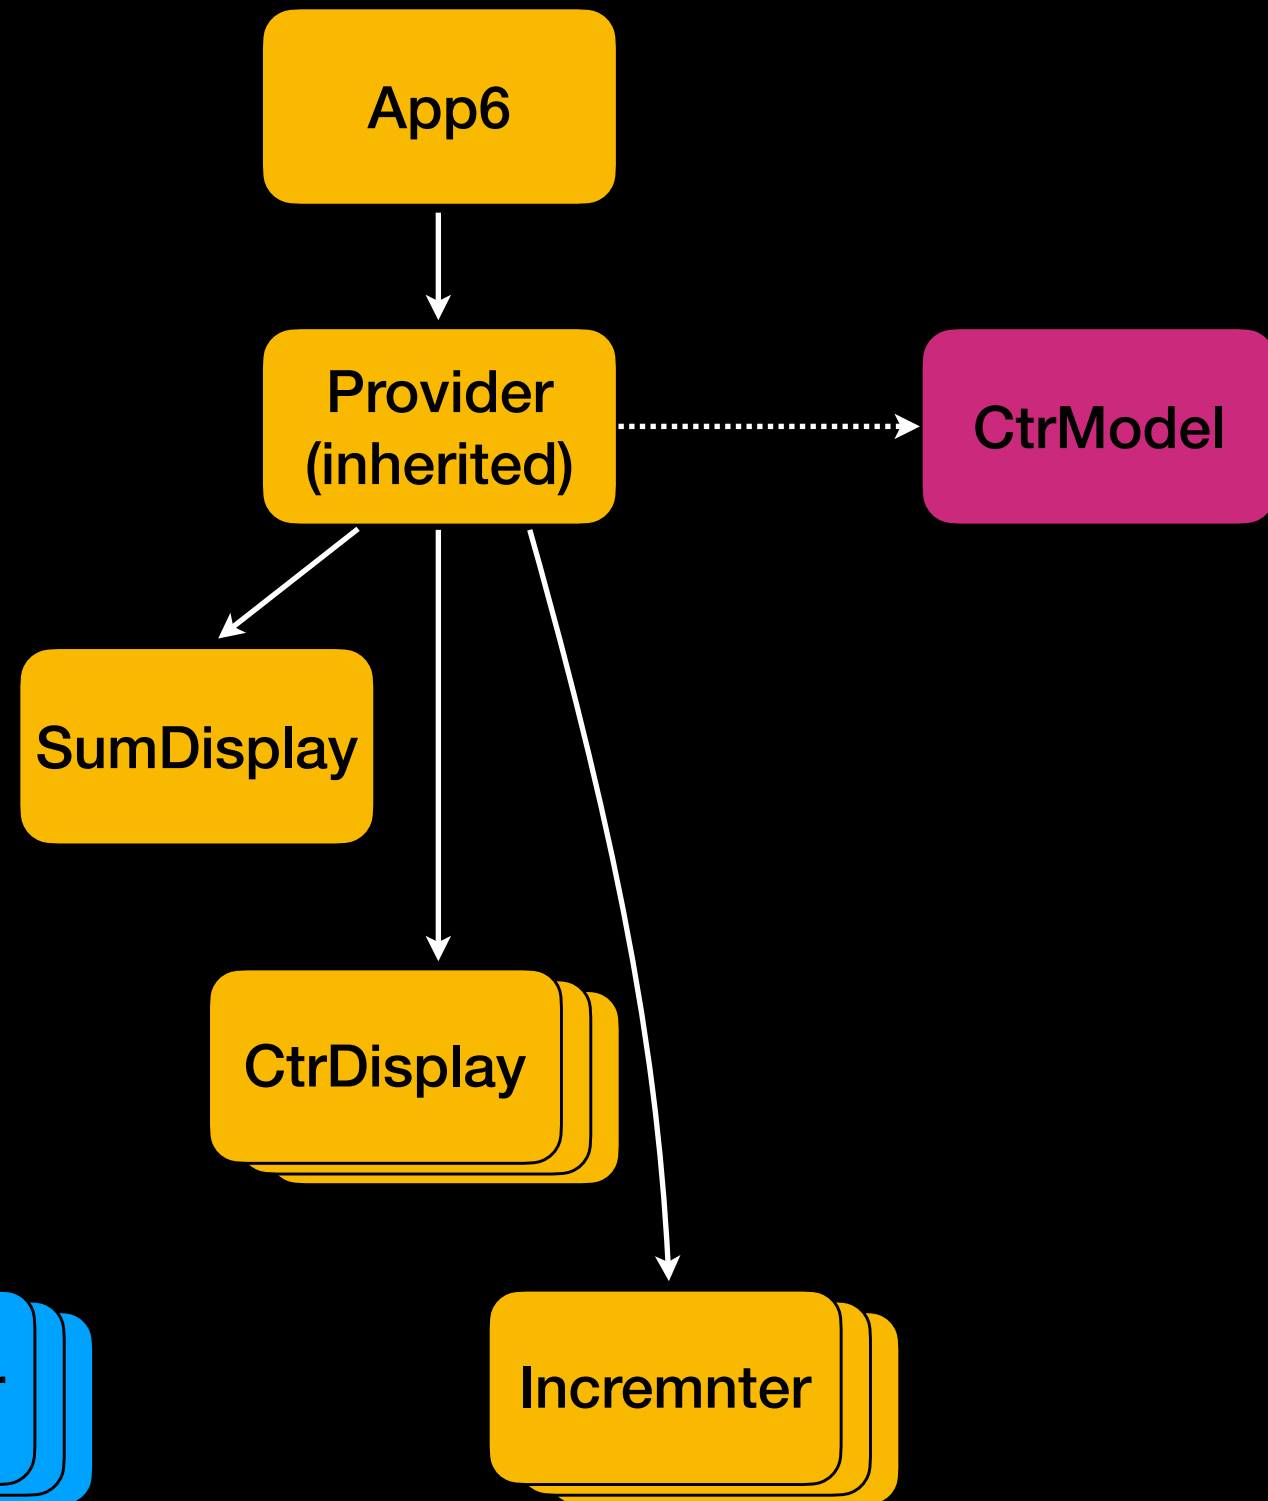 App6
Provider
(inherited)
CtrModel
SumDisplay
CtrDisplay
Incremnter